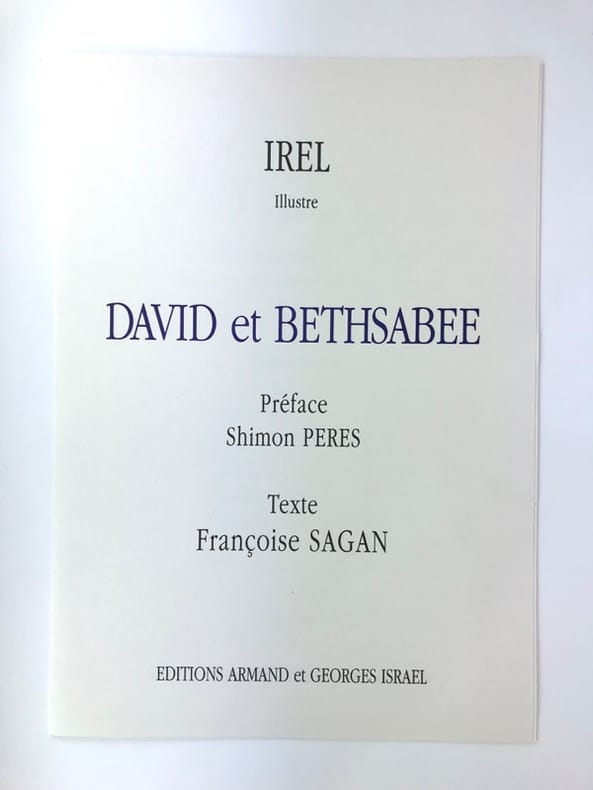 IREL
Illustre
DAVID et BETHSABEE
Préface
Shimon PERES
Texte
Françoise SAGAN
EDITIONS ARMAND et GEORGES ISRAEL